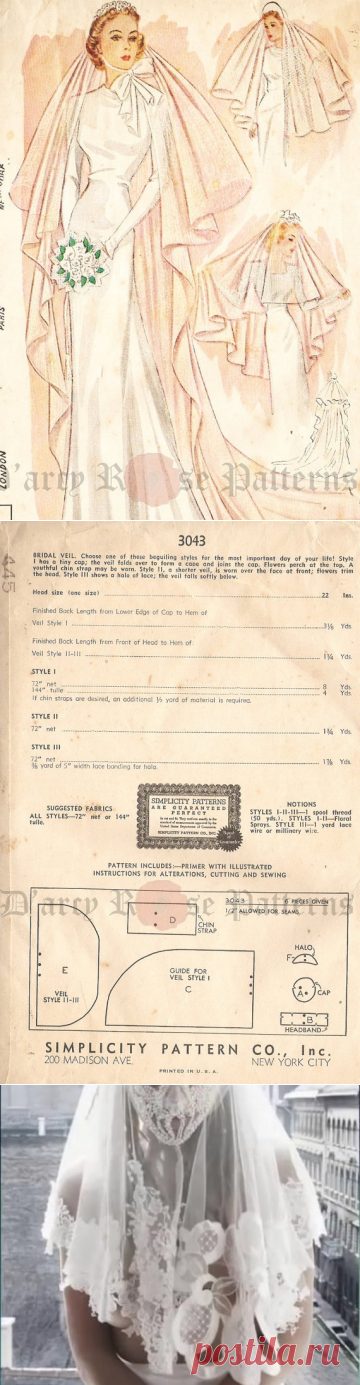 PARIS
LONDON
D'arcy Rose Patterns
445
3043
BRIDAL VEIL. Choose one of these beguiling styles for the most important day of your life! Style
I has a tiny cap; the veil folds over to form a cape and joins the cap. Flowers perch at the top. A
youthful chin strap may be worn. Style II, a shorter veil, is worn over the face at front; flowers trim
the head. Style III shows a halo of lace; the veil falls softly below.
Head size (one size) 22 Ins.
Finished Back Length from Lower Edge of Cap to Hem of
Veil Style I 3⅓ Yds.
Finished Back Length from Front of Head to Hem of
Veil Style II-III 1¼ Yds.
STYLE I
72" net 8 Yds.
144" tulle 4 Yds.
If chin straps are desired, an additional ½ yard of material is required.
STYLE II
72" net Yds.
STYLE III
72" net Yds.
yard of 5" width lace banding for halo.
SUGGESTED FABRICS
ALL STYLES—72" net or 144"
tulle.
SIMPLICITY PATTERNS
ARE GUARANTEED
PERFECT
SIMPLICITY PATTERN CO., INC.
NOTIONS
STYLES I-II-III—1 spool thread
(50 yds.). STYLES I-II—Floral
Sprays. STYLE III—1 yard lace
wire or millinery wire.
PATTERN INCLUDES:—PRIMER WITH ILLUSTRATED
INSTRUCTIONS FOR ALTERATIONS, CUTTING AND SEWING
D'arcy Rose Patterns
3043 6 PIECES GIVEN
1/2" ALLOWED FOR SEAMS
D
CHIN
STRAP
E
VEIL
STYLE II-III
GUIDE FOR
VEIL STYLE I
C
HALO
F
A
CAP
B
HEADBAND
SIMPLICITY PATTERN CO., Inc.
200 MADISON AVE. NEW YORK CITY
PRINTED IN U. S. A.
postila.ru